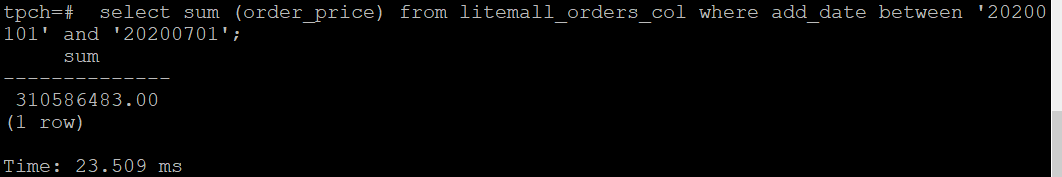 tpch=#  select sum (order_price) from litemall_orders_col where add_date between '20200
101' and '20200701';
     sum
--------------
 310586483.00
(1 row)

Time: 23.509 ms